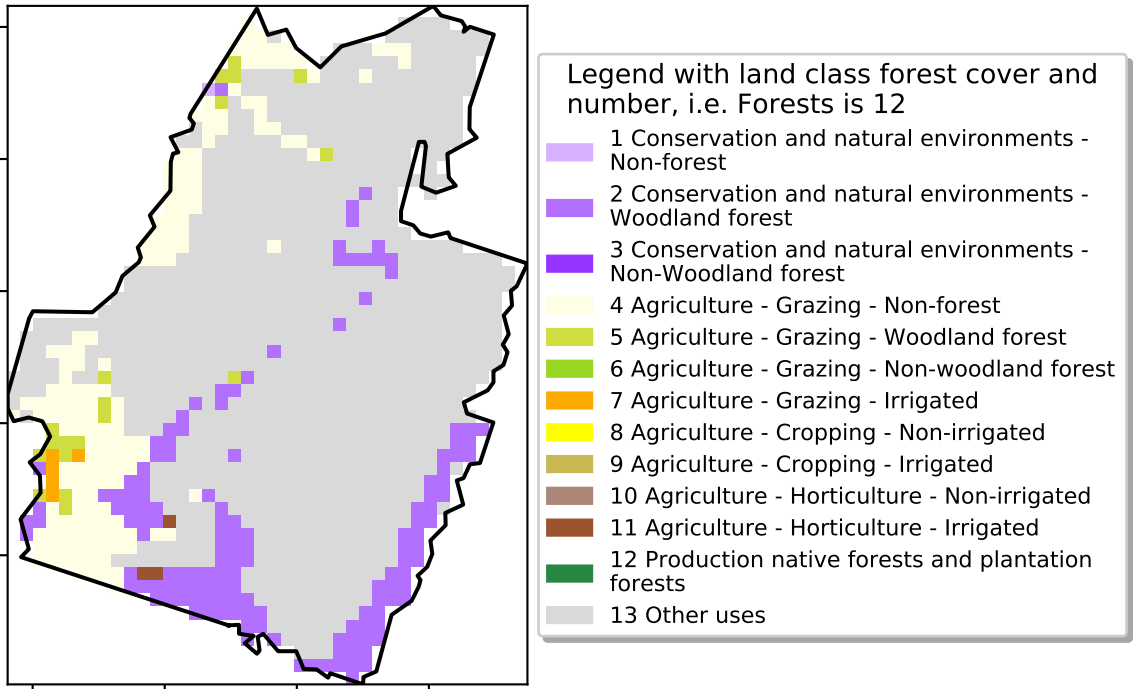 Legend with land class forest cover and
number, i.e. Forests is 12
1 Conservation and natural environments -
Non-forest
2 Conservation and natural environments -
Woodland forest
3 Conservation and natural environments -
Non-Woodland forest
4 Agriculture - Grazing - Non-forest
5 Agriculture - Grazing - Woodland forest
6 Agriculture - Grazing - Non-woodland forest
7 Agriculture - Grazing - Irrigated
8 Agriculture - Cropping - Non-irrigated
9 Agriculture - Cropping - Irrigated
10 Agriculture - Horticulture - Non-irrigated
11 Agriculture - Horticulture - Irrigated
12 Production native forests and plantation
forests
13 Other uses